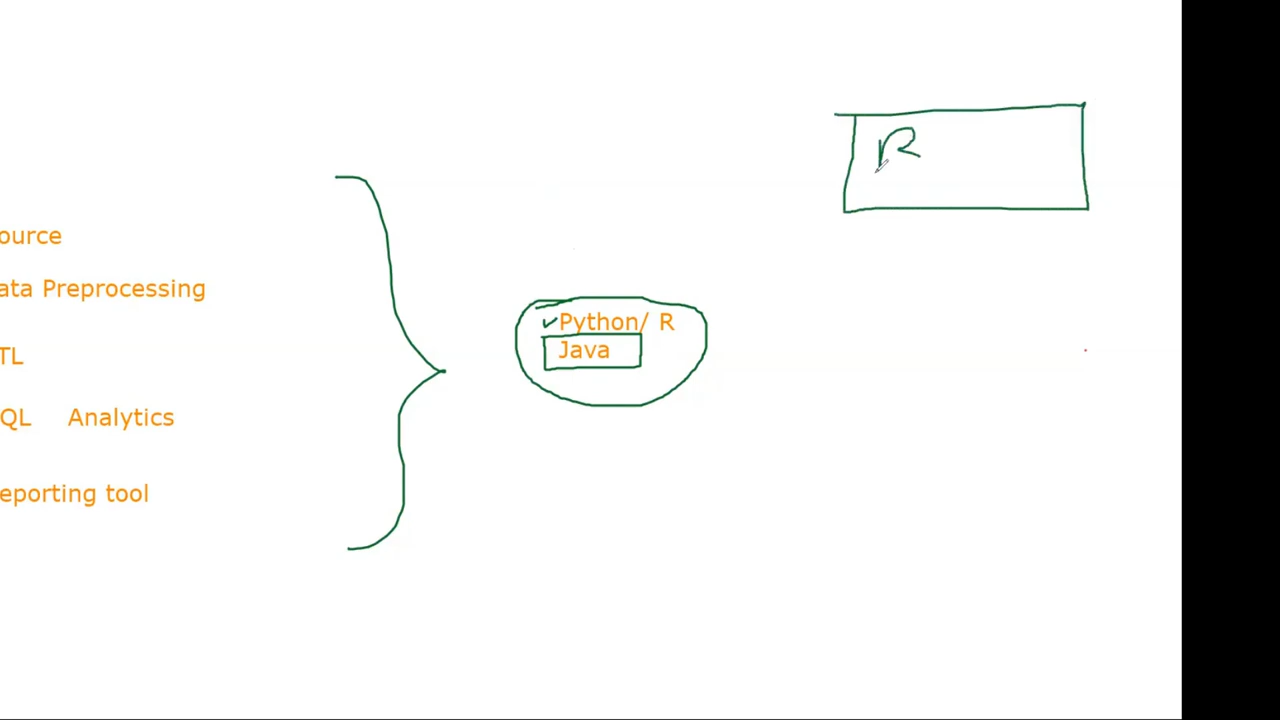 R
ource
ata Preprocessing
Python/ R
Java
TL
QL Analytics
eporting tool